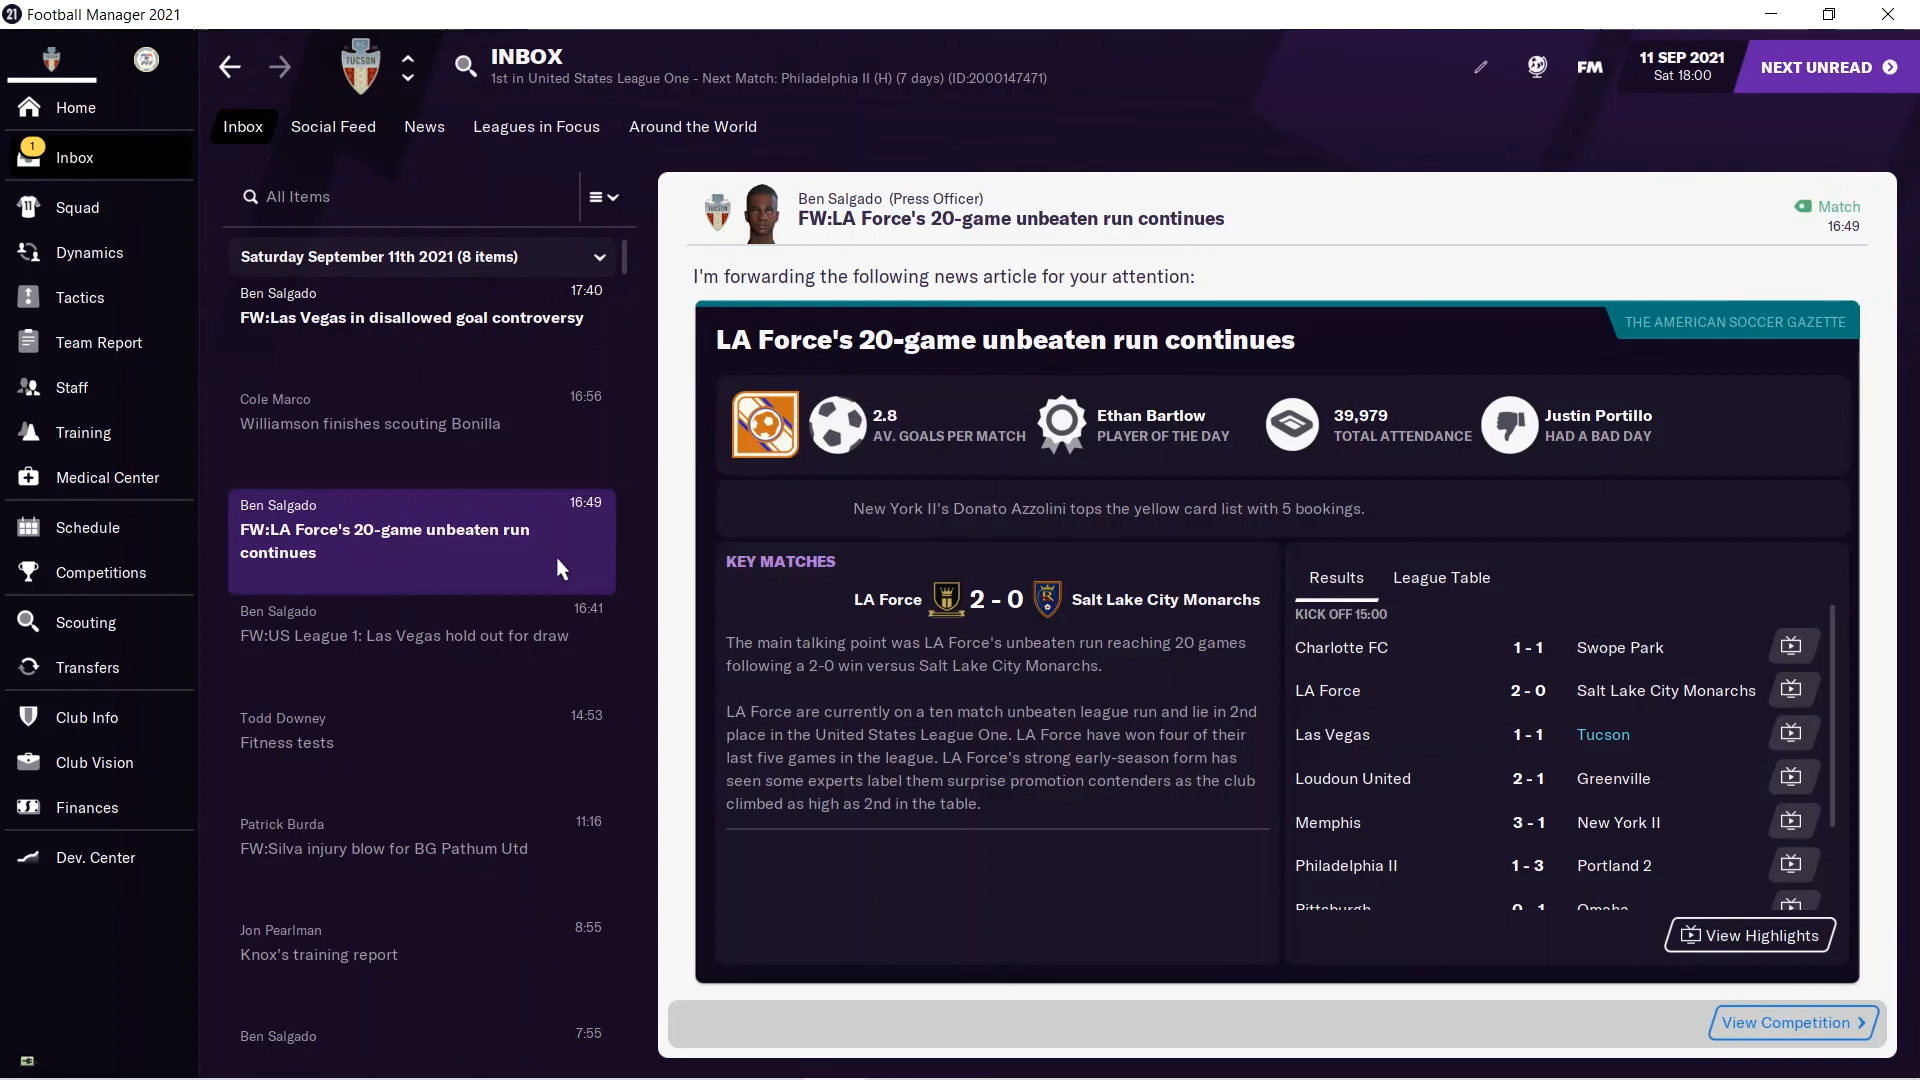 Football Manager 2021
INBOX
1st in United States League One - Next Match: Philadelphia II (H) (7 days) (ID:2000147471)
FM
11 SEP 2021
Sat 18:00
NEXT UNREAD
Home
1
Inbox
Squad
Dynamics
Tactics
Team Report
Staff
Training
Medical Center
Schedule
Competitions
Scouting
Transfers
Club Info
Club Vision
Finances
Dev. Center
Inbox
Social Feed
News
Leagues in Focus
Around the World
All Items
Saturday September 11th 2021 (8 items)
Ben Salgado 17:40
FW:Las Vegas in disallowed goal controversy
Cole Marco 16:56
Williamson finishes scouting Bonilla
Ben Salgado 16:49
FW:LA Force's 20-game unbeaten run
continues
Ben Salgado 16:41
FW:US League 1: Las Vegas hold out for draw
Todd Downey 14:53
Fitness tests
Patrick Burda 11:16
FW:Silva injury blow for BG Pathum Utd
Jon Pearlman 8:55
Knox's training report
Ben Salgado 7:55
Ben Salgado (Press Officer)
FW:LA Force's 20-game unbeaten run continues
Match
16:49
I'm forwarding the following news article for your attention:
THE AMERICAN SOCCER GAZETTE
LA Force's 20-game unbeaten run continues
2.8
AV. GOALS PER MATCH
Ethan Bartlow
PLAYER OF THE DAY
39,979
TOTAL ATTENDANCE
Justin Portillo
HAD A BAD DAY
New York II's Donato Azzolini tops the yellow card list with 5 bookings.
KEY MATCHES
LA Force 2 - 0 Salt Lake City Monarchs
The main talking point was LA Force's unbeaten run reaching 20 games
following a 2-0 win versus Salt Lake City Monarchs.
LA Force are currently on a ten match unbeaten league run and lie in 2nd
place in the United States League One. LA Force have won four of their
last five games in the league. LA Force's strong early-season form has
seen some experts label them surprise promotion contenders as the club
climbed as high as 2nd in the table.
Results
League Table
KICK OFF 15:00
Charlotte FC 1 - 1 Swope Park
LA Force 2 - 0 Salt Lake City Monarchs
Las Vegas 1 - 1 Tucson
Loudoun United 2 - 1 Greenville
Memphis 3 - 1 New York II
Philadelphia II 1 - 3 Portland 2
Pittsburgh 0 - 1 Omaha
View Highlights
View Competition